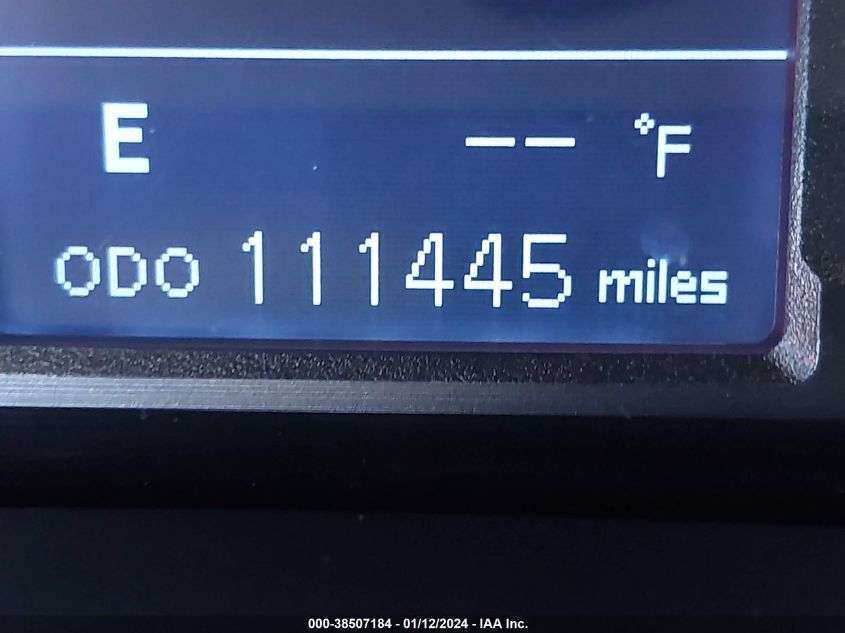 E -- °F
ODO 111445 miles
000-38507184 - 01/12/2024 - IAA Inc.